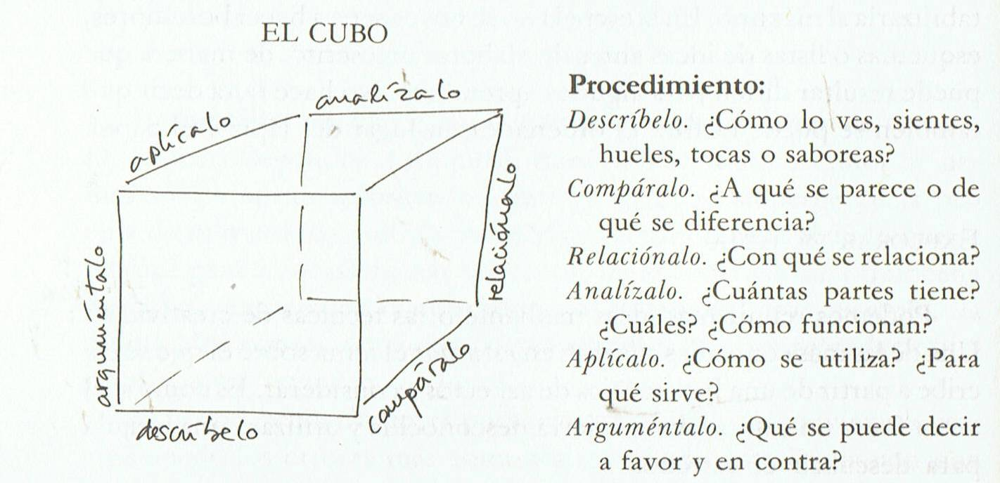 EL CUBO
analízalo
aplícalo
relaciónalo
arguméntalo
compáralo
descríbelo
Procedimiento:
Descríbelo. ¿Cómo lo ves, sientes,
hueles, tocas o saboreas?
Compáralo. ¿A qué se parece o de
qué se diferencia?
Relaciónalo. ¿Con qué se relaciona?
Analízalo. ¿Cuántas partes tiene?
¿Cuáles? ¿Cómo funcionan?
Aplícalo. ¿Cómo se utiliza? ¿Para
qué sirve?
Arguméntalo. ¿Qué se puede decir
a favor y en contra?